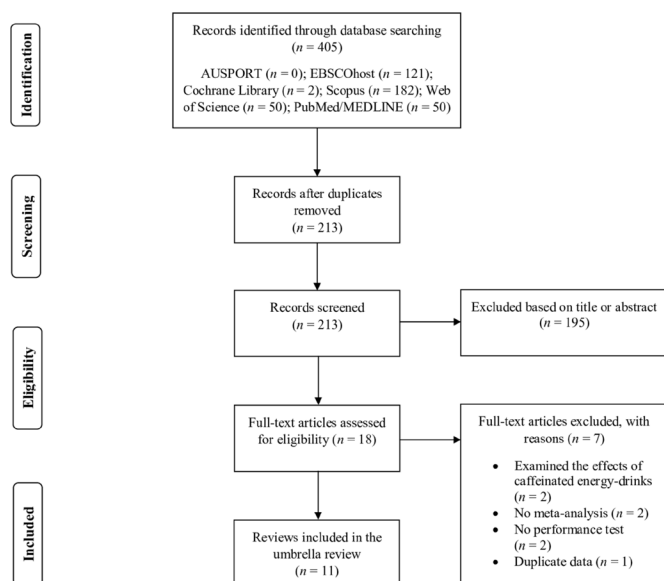 Identification
Records identified through database searching
(n = 405)
AUSPORT (n = 0); EBSCOhost (n = 121);
Cochrane Library (n = 2); Scopus (n = 182); Web
of Science (n = 50); PubMed/MEDLINE (n = 50)
Screening
Records after duplicates
removed
(n = 213)
Records screened
(n = 213)
Excluded based on title or abstract
(n = 195)
Eligibility
Full-text articles assessed
for eligibility (n = 18)
Full-text articles excluded, with
reasons (n = 7)
• Examined the effects of
caffeinated energy-drinks
(n = 2)
• No meta-analysis (n = 2)
• No performance test
(n = 2)
• Duplicate data (n = 1)
Included
Reviews included in the
umbrella review
(n = 11)